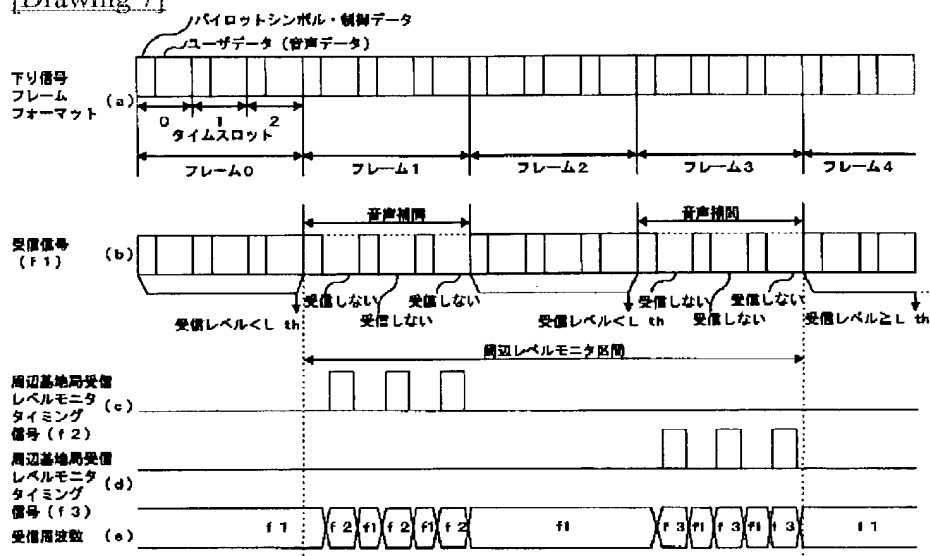 [Drawing 7]
パイロットシンボル・制御データ
ユーザデータ（音声データ）
下り信号
フレーム
フォーマット
(a)
0 1 2
タイムスロット
フレーム0 フレーム1 フレーム2 フレーム3 フレーム4
音声補間 音声補間
受信信号
(f1)
(b)
受信しない 受信しない 受信しない 受信しない
受信レベル<L th 受信しない 受信レベル<L th 受信しない 受信レベル≧L th
周辺レベルモニタ区間
周辺基地局受信
レベルモニタ
タイミング
信号(f2)
(c)
周辺基地局受信
レベルモニタ
タイミング
信号(f3)
(d)
受信周波数 (e) f1 f2 f1 f2 f1 f2 f1 f3 f1 f3 f1 f3 f1